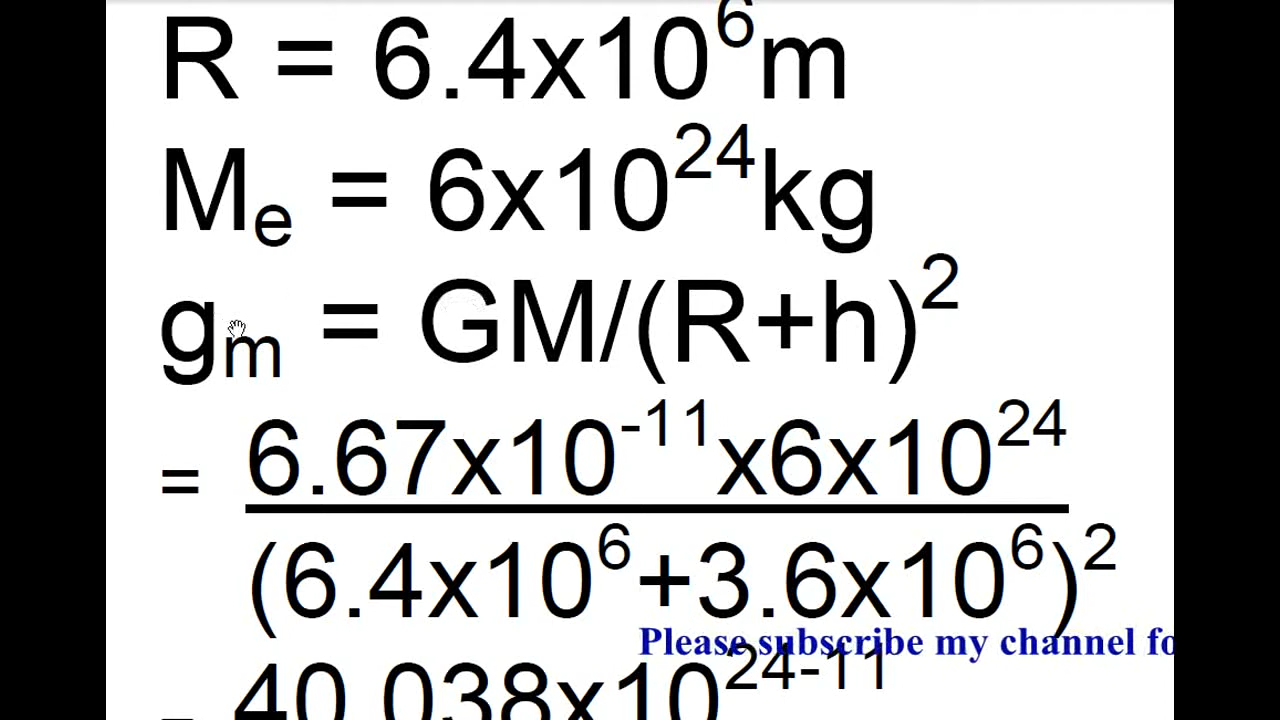 R = 6.4x10⁶m
Mₑ = 6x10²⁴kg
gₘ = GM/(R+h)²
= 6.67x10⁻¹¹x6x10²⁴
(6.4x10⁶+3.6x10⁶)²
Please subscribe my channel fo
= 40.038x10²⁴⁻¹¹